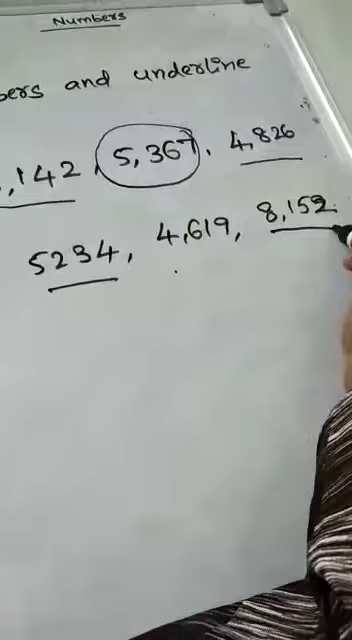 Numbers
bers and underline
,142, 5,367, 4,826
5234, 4,619, 8,152.